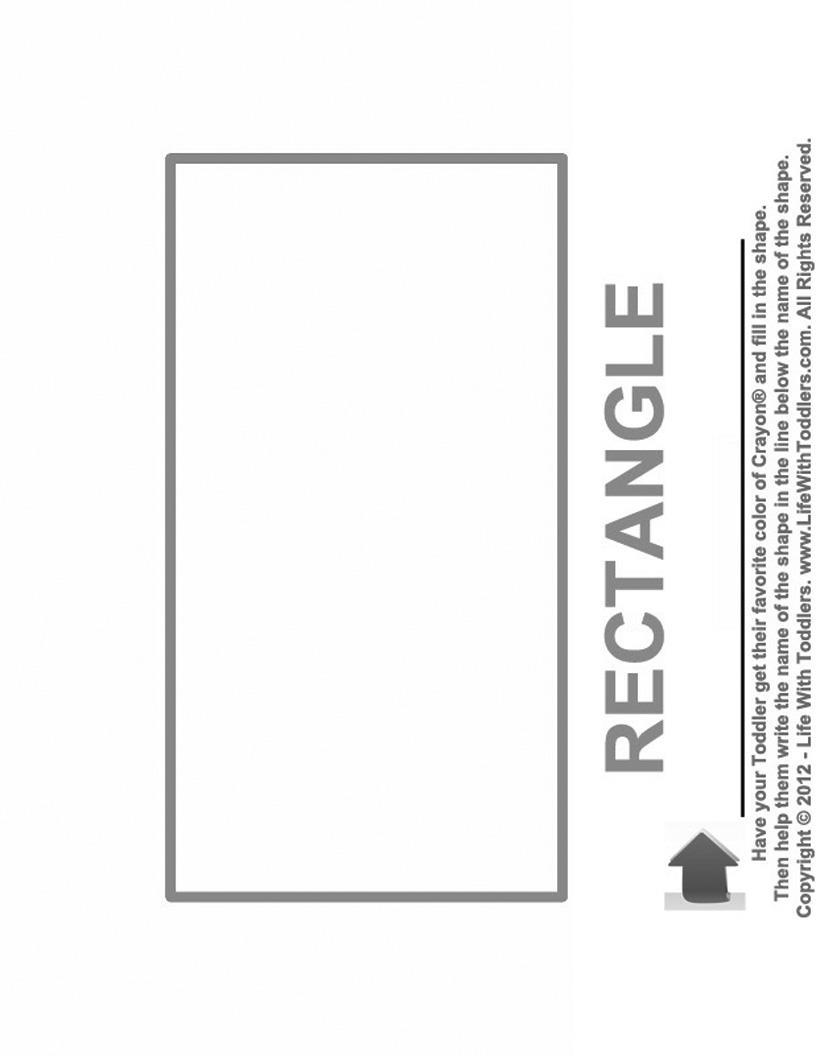 RECTANGLE
Have your Toddler get their favorite color of Crayon® and fill in the shape.
Then help them write the name of the shape in the line below the name of the shape.
Copyright © 2012 - Life With Toddlers. www.LifeWithToddlers.com. All Rights Reserved.